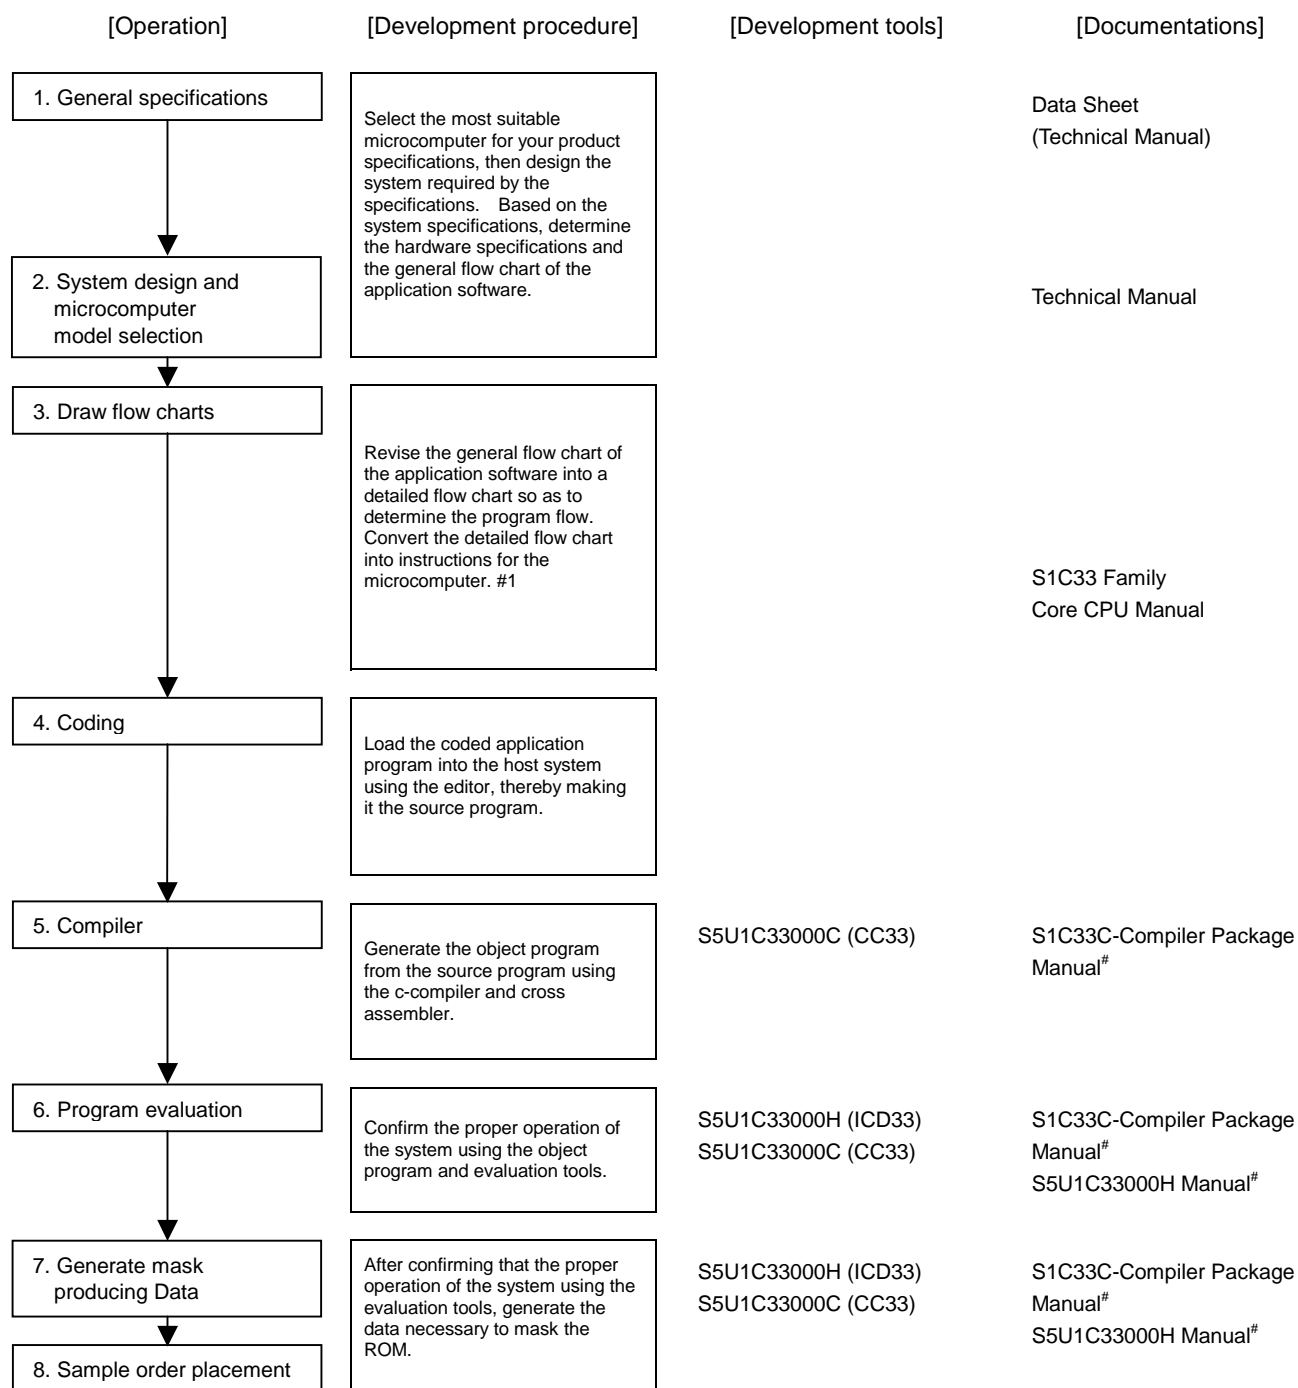 [Operation]
[Development procedure]
[Development tools]
[Documentations]
1. General specifications
Select the most suitable
microcomputer for your product
specifications, then design the
system required by the
specifications. Based on the
system specifications, determine
the hardware specifications and
the general flow chart of the
application software.
Data Sheet
(Technical Manual)
2. System design and
microcomputer
model selection
Technical Manual
3. Draw flow charts
Revise the general flow chart of
the application software into a
detailed flow chart so as to
determine the program flow.
Convert the detailed flow chart
into instructions for the
microcomputer. #1
S1C33 Family
Core CPU Manual
4. Coding
Load the coded application
program into the host system
using the editor, thereby making
it the source program.
5. Compiler
Generate the object program
from the source program using
the c-compiler and cross
assembler.
S5U1C33000C (CC33)
S1C33C-Compiler Package
Manual#
6. Program evaluation
Confirm the proper operation of
the system using the object
program and evaluation tools.
S5U1C33000H (ICD33)
S5U1C33000C (CC33)
S1C33C-Compiler Package
Manual#
S5U1C33000H Manual#
7. Generate mask
producing Data
After confirming that the proper
operation of the system using the
evaluation tools, generate the
data necessary to mask the
ROM.
S5U1C33000H (ICD33)
S5U1C33000C (CC33)
S1C33C-Compiler Package
Manual#
S5U1C33000H Manual#
8. Sample order placement